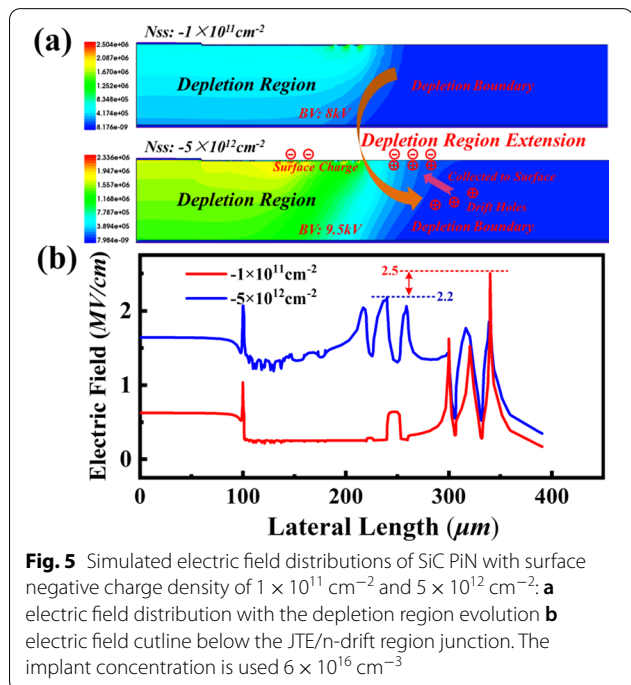 (a)
Nss: -1×10¹¹cm⁻²
2.504e+06
2.087e+06
1.670e+06
1.252e+06
8.348e+05
4.174e+05
8.176e-09
Depletion Region
Depletion Boundary
BV: 8kV
Depletion Region Extension
Nss: -5×10¹²cm⁻²
2.336e+06
1.947e+06
1.557e+06
1.168e+06
7.787e+05
3.894e+05
7.984e-09
Surface Charge
Collected to Surface
Depletion Region
Drift Holes
BV: 9.5kV
Depletion Boundary
(b)
-1×10¹¹cm⁻²
-5×10¹²cm⁻²
2.5
2.2
Electric Field (MV/cm)
2
1
0
0 100 200 300 400
Lateral Length (μm)
Fig. 5 Simulated electric field distributions of SiC PiN with surface
negative charge density of 1 × 10¹¹ cm⁻² and 5 × 10¹² cm⁻²: a
electric field distribution with the depletion region evolution b
electric field cutline below the JTE/n-drift region junction. The
implant concentration is used 6 × 10¹⁶ cm⁻³